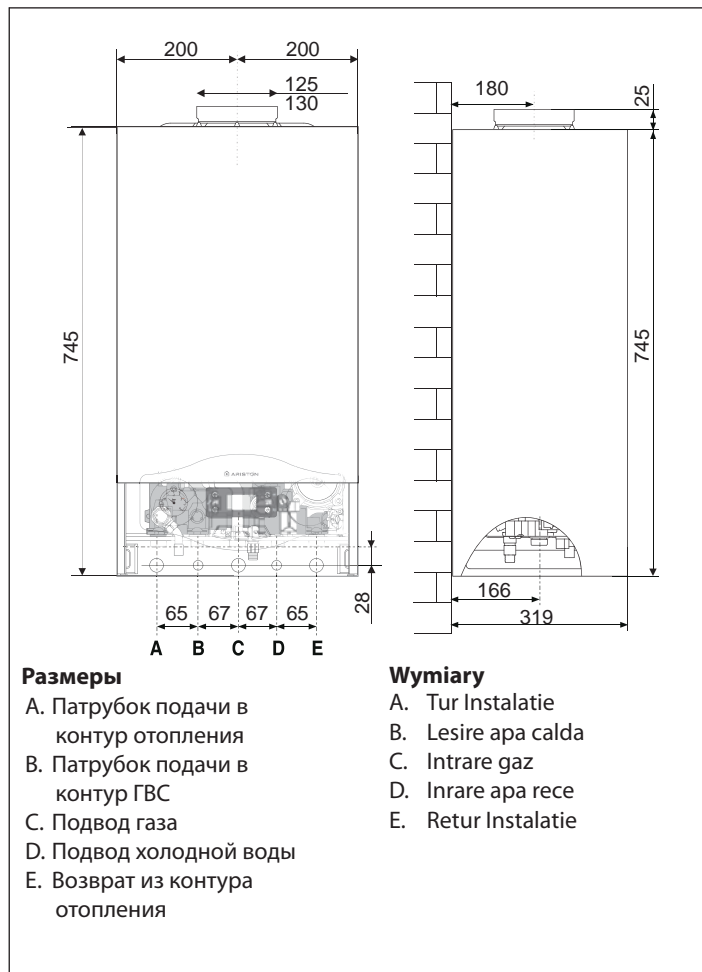 200 200
125
130
180
25
745
745
ARISTON
28
65 67 67 65
A B C D E
166
319
Размеры
A. Патрубок подачи в
контур отопления
B. Патрубок подачи в
контур ГВС
C. Подвод газа
D. Подвод холодной воды
E. Возврат из контура
отопления
Wymiary
A. Tur Instalatie
B. Lesire apa calda
C. Intrare gaz
D. Inrare apa rece
E. Retur Instalatie